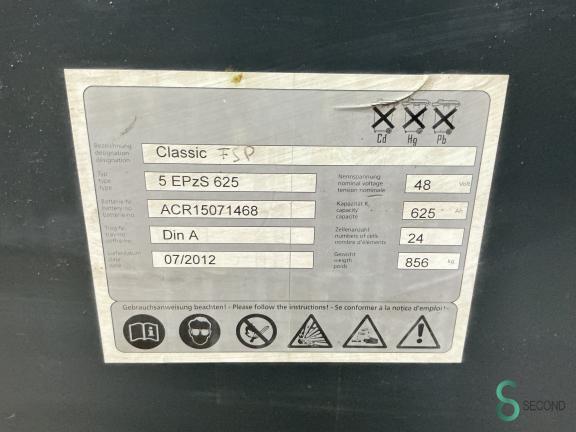 Cd Hg Pb
Bezeichnung
designation
désignation
Classic FSP
Typ
type
type
5 EPzS 625
Nennspannung
nominal voltage
tension nominale
48 Volt
Batterie-Nr.
battery-no.
batterie-no.
ACR15071468
Kapazität K
capacity
capacité
625 Ah
Trog-Nr.
tray-no.
coffre-no.
Din A
Zellenanzahl
numbers of cells
nombre d'éléments
24
Lieferdatum
date
date
07/2012
Gewicht
weigth
poids
856 kg
Gebrauchsanweisung beachten! - Please follow the instructions! - Se conformer à la notice d'emploi!
SECOND